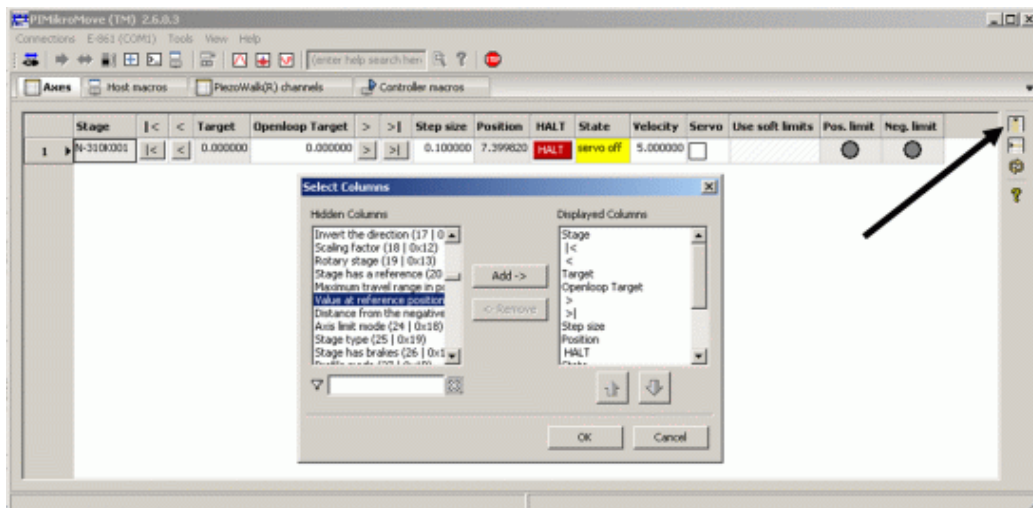 PIMikroMove (TM) 2.6.0.3
Connections E-861 (COM1) Tools View Help
(enter help search here
Axes Host macros PiezoWalk(R) channels Controller macros
Stage |< < Target Openloop Target > >| Step size Position HALT State Velocity Servo Use soft limits Pos. limit Neg. limit
1 N-310K001 |< < 0.000000 0.000000 > >| 0.100000 7.399820 HALT servo off 5.000000
Select Columns
Hidden Columns
Invert the direction (17 | 0
Scaling factor (18 | 0x12)
Rotary stage (19 | 0x13)
Stage has a reference (20
Maximum travel range in po
Value at reference position
Distance from the negative
Axis limit mode (24 | 0x18)
Stage type (25 | 0x19)
Stage has brakes (26 | 0x1
Add ->
<- Remove
Displayed Columns
Stage
|<
<
Target
Openloop Target
>
>|
Step size
Position
HALT
State
OK Cancel